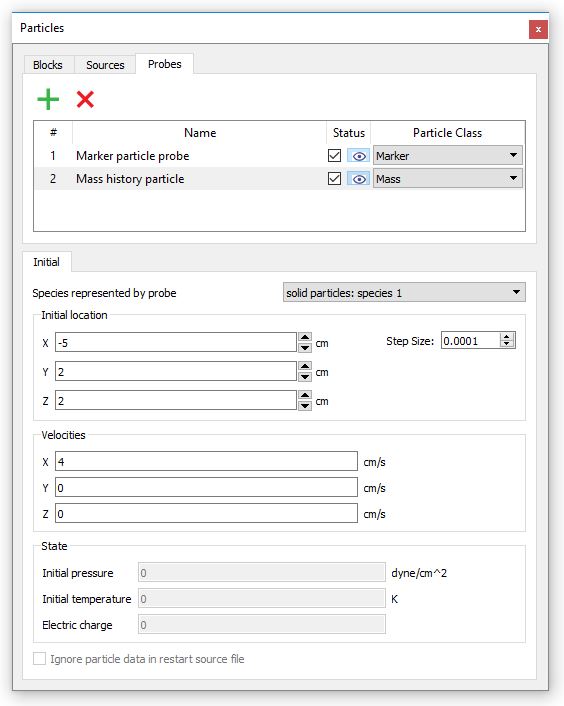 Particles
x
Blocks Sources Probes
# Name Status Particle Class
1 Marker particle probe Marker
2 Mass history particle Mass
Initial
Species represented by probe solid particles: species 1
Initial location
X -5 cm Step Size: 0.0001
Y 2 cm
Z 2 cm
Velocities
X 4 cm/s
Y 0 cm/s
Z 0 cm/s
State
Initial pressure 0 dyne/cm^2
Initial temperature 0 K
Electric charge 0
Ignore particle data in restart source file